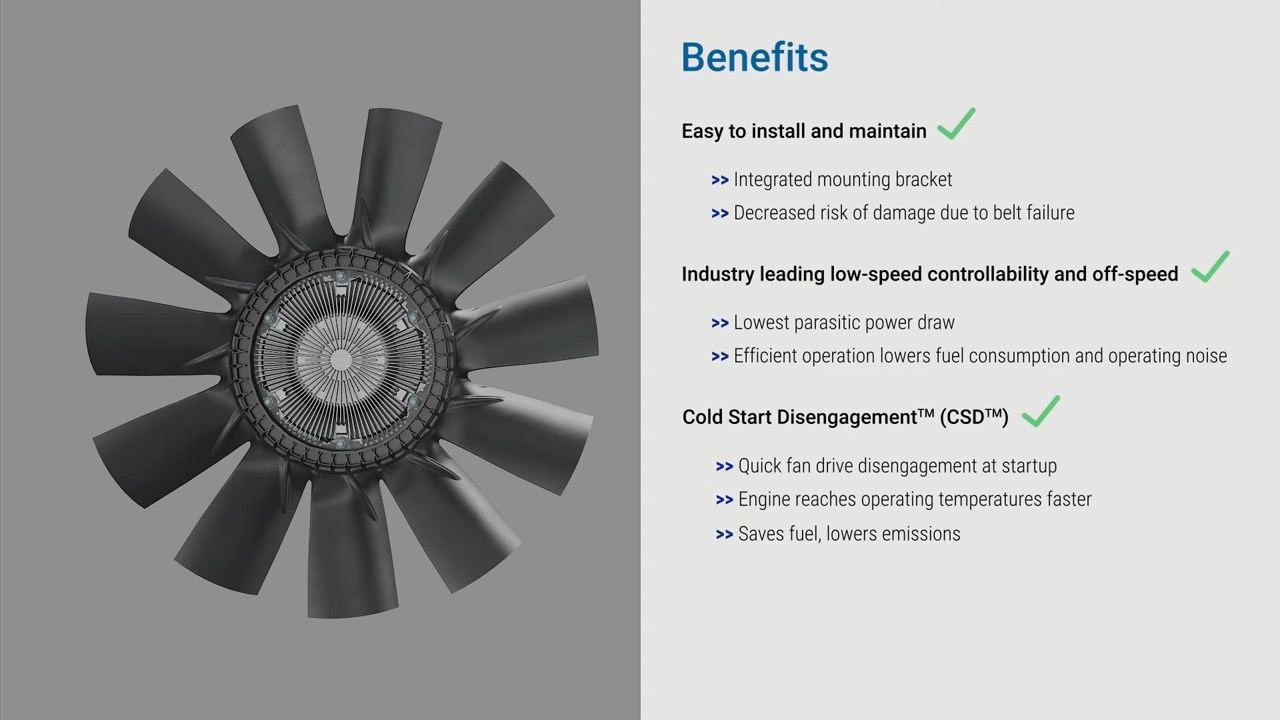 Benefits
Easy to install and maintain
>> Integrated mounting bracket
>> Decreased risk of damage due to belt failure
Industry leading low-speed controllability and off-speed
>> Lowest parasitic power draw
>> Efficient operation lowers fuel consumption and operating noise
Cold Start Disengagement™ (CSD™)
>> Quick fan drive disengagement at startup
>> Engine reaches operating temperatures faster
>> Saves fuel, lowers emissions